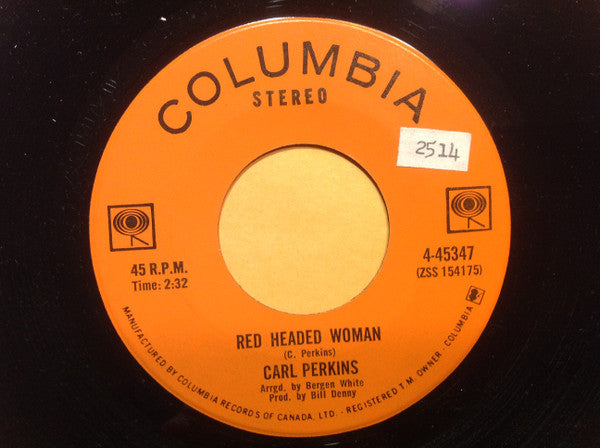 COLUMBIA
STEREO
2514
45 R.P.M.
Time: 2:32
4-45347
(ZSS 154175)
RED HEADED WOMAN
(C. Perkins)
CARL PERKINS
Arrgd. by Bergen White
Prod. by Bill Denny
MANUFACTURED BY COLUMBIA RECORDS OF CANADA, LTD. · REGISTERED T.M. OWNER - COLUMBIA